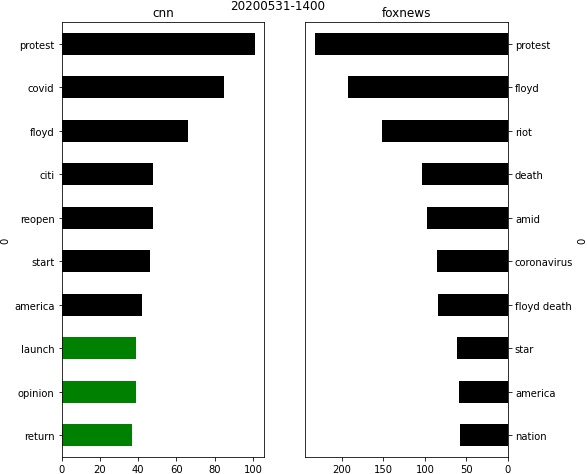 20200531-1400
cnn
foxnews
protest
covid
floyd
citi
reopen
start
america
launch
opinion
return
0
0 20 40 60 80 100
protest
floyd
riot
death
amid
coronavirus
floyd death
star
america
nation
0
200 150 100 50 0